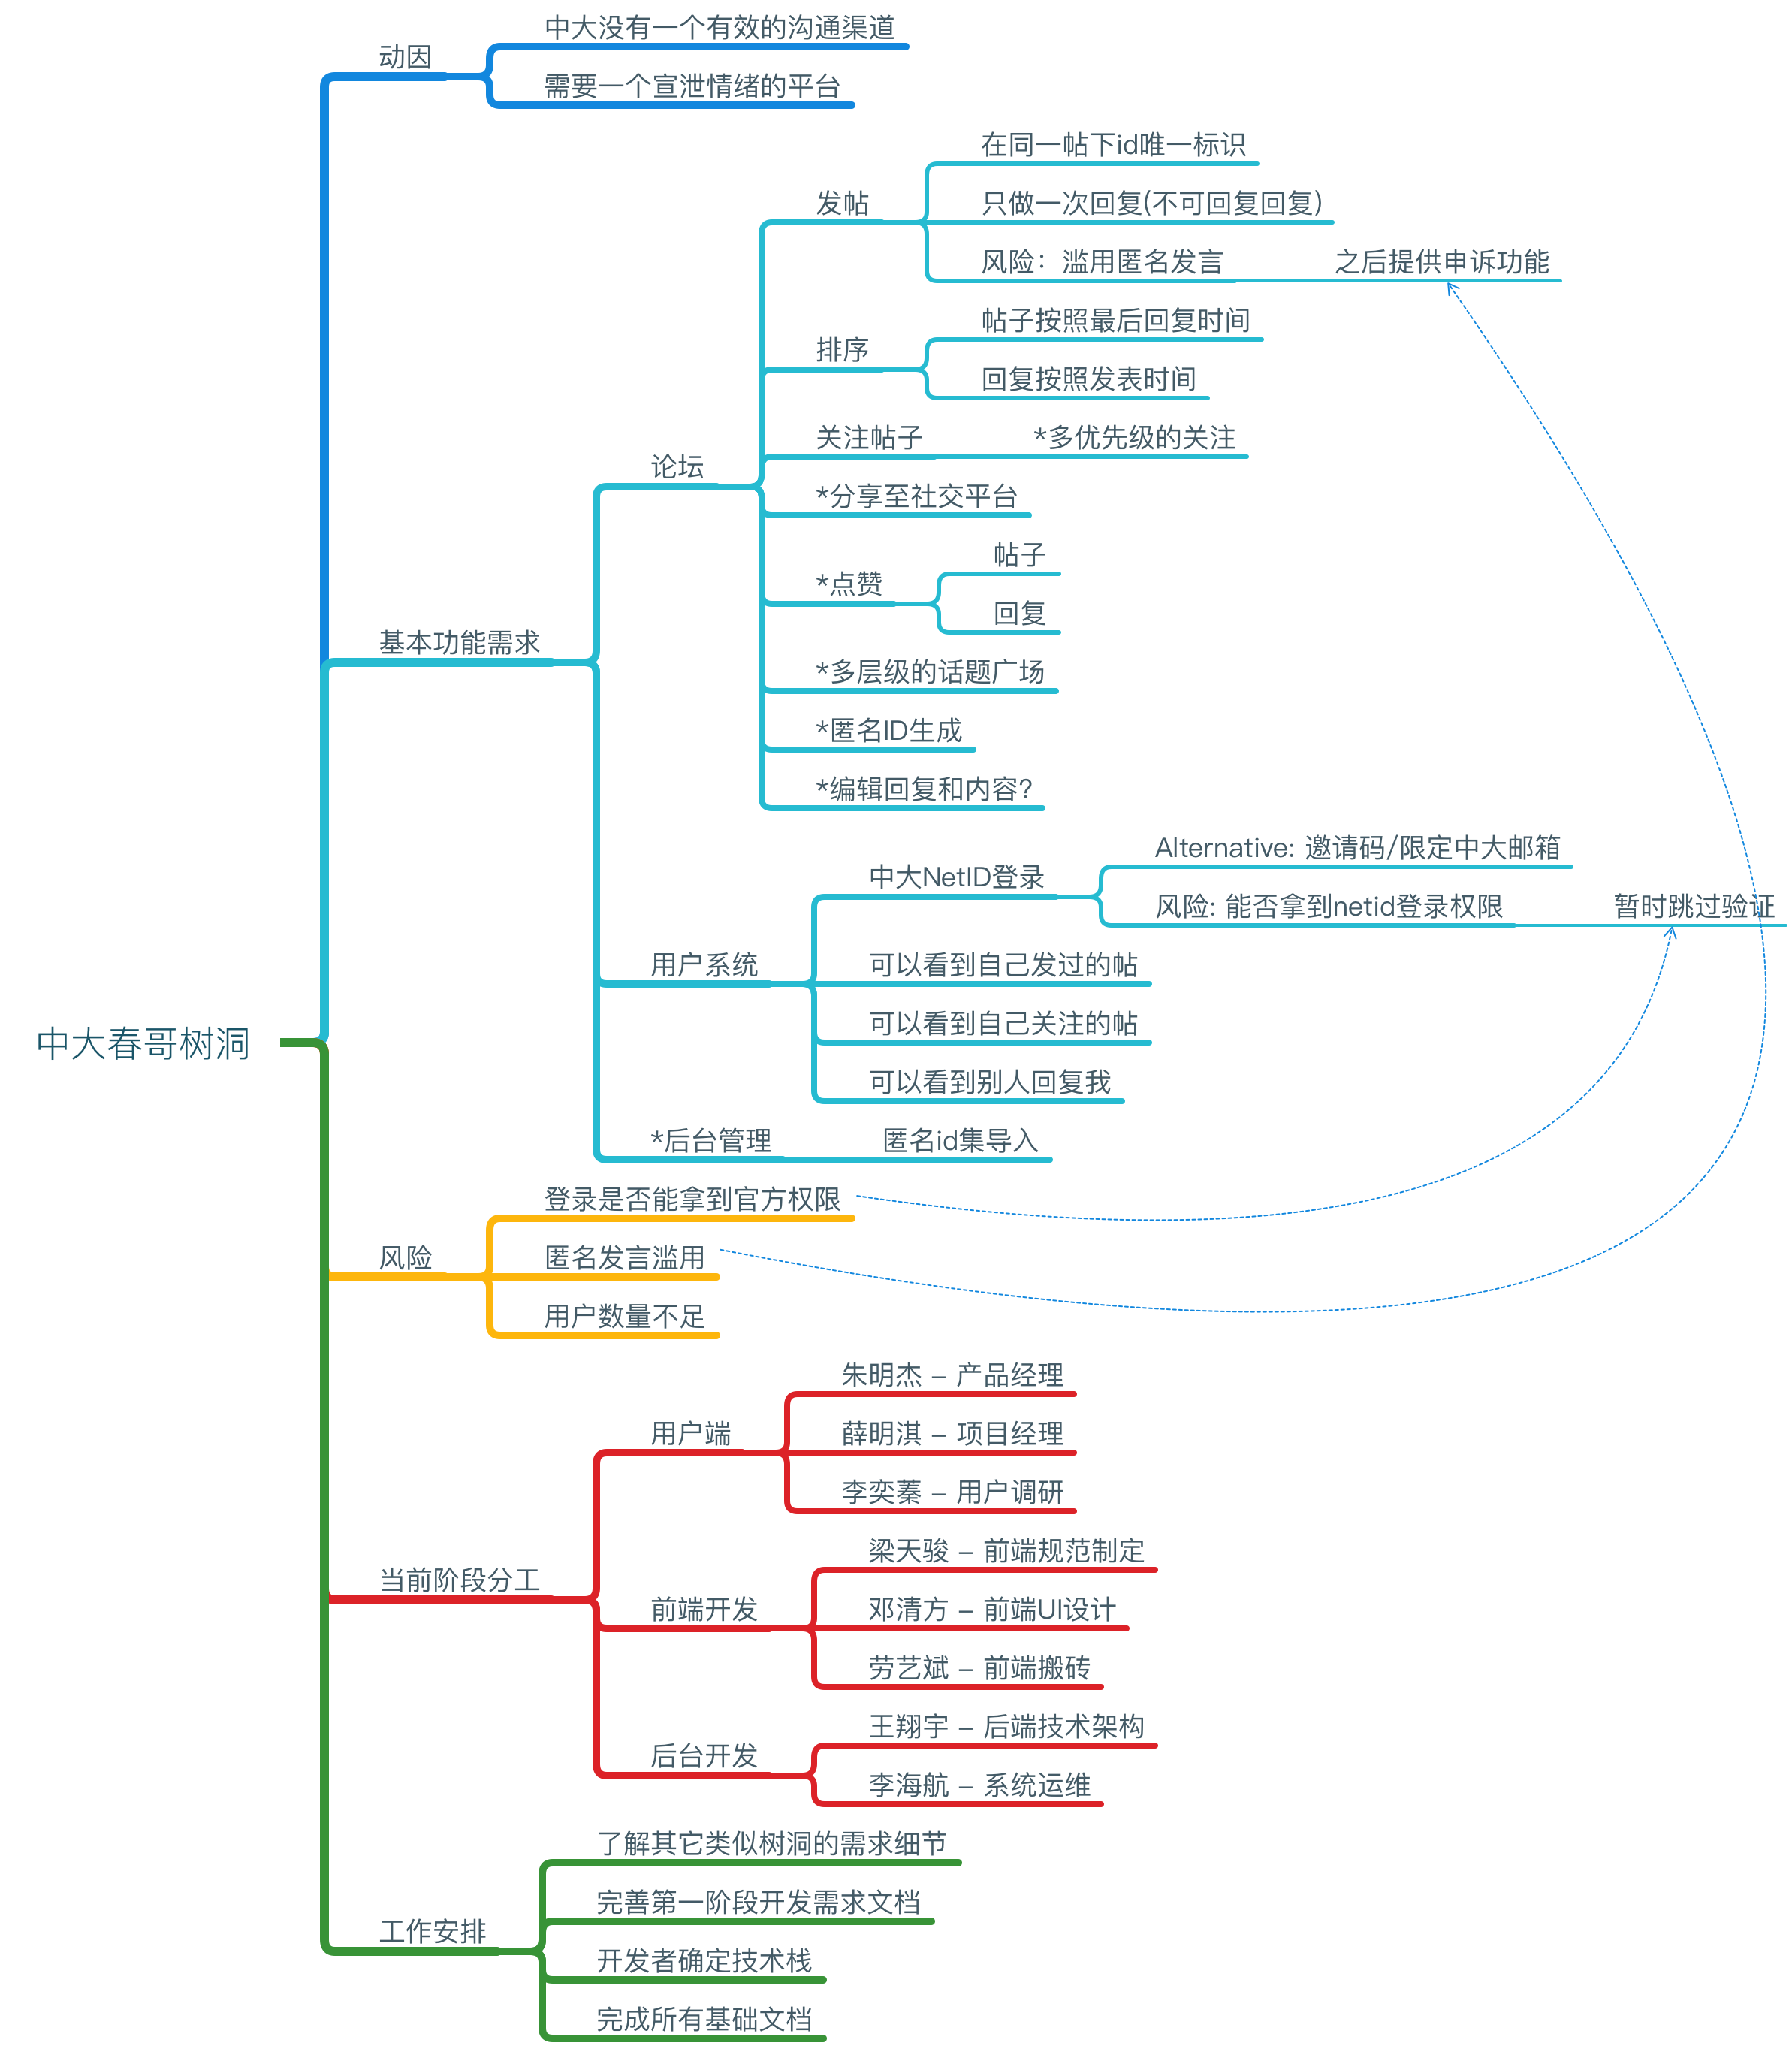 中大春哥树洞
动因
中大没有一个有效的沟通渠道
需要一个宣泄情绪的平台
基本功能需求
论坛
发帖
在同一帖下id唯一标识
只做一次回复(不可回复回复)
风险：滥用匿名发言
之后提供申诉功能
排序
帖子按照最后回复时间
回复按照发表时间
关注帖子
*多优先级的关注
*分享至社交平台
*点赞
帖子
回复
*多层级的话题广场
*匿名ID生成
*编辑回复和内容?
用户系统
中大NetID登录
Alternative: 邀请码/限定中大邮箱
风险: 能否拿到netid登录权限
暂时跳过验证
可以看到自己发过的帖
可以看到自己关注的帖
可以看到别人回复我
*后台管理
匿名id集导入
风险
登录是否能拿到官方权限
匿名发言滥用
用户数量不足
当前阶段分工
用户端
朱明杰 – 产品经理
薛明淇 – 项目经理
李奕蓁 – 用户调研
前端开发
梁天骏 – 前端规范制定
邓清方 – 前端UI设计
劳艺斌 – 前端搬砖
后台开发
王翔宇 – 后端技术架构
李海航 – 系统运维
工作安排
了解其它类似树洞的需求细节
完善第一阶段开发需求文档
开发者确定技术栈
完成所有基础文档